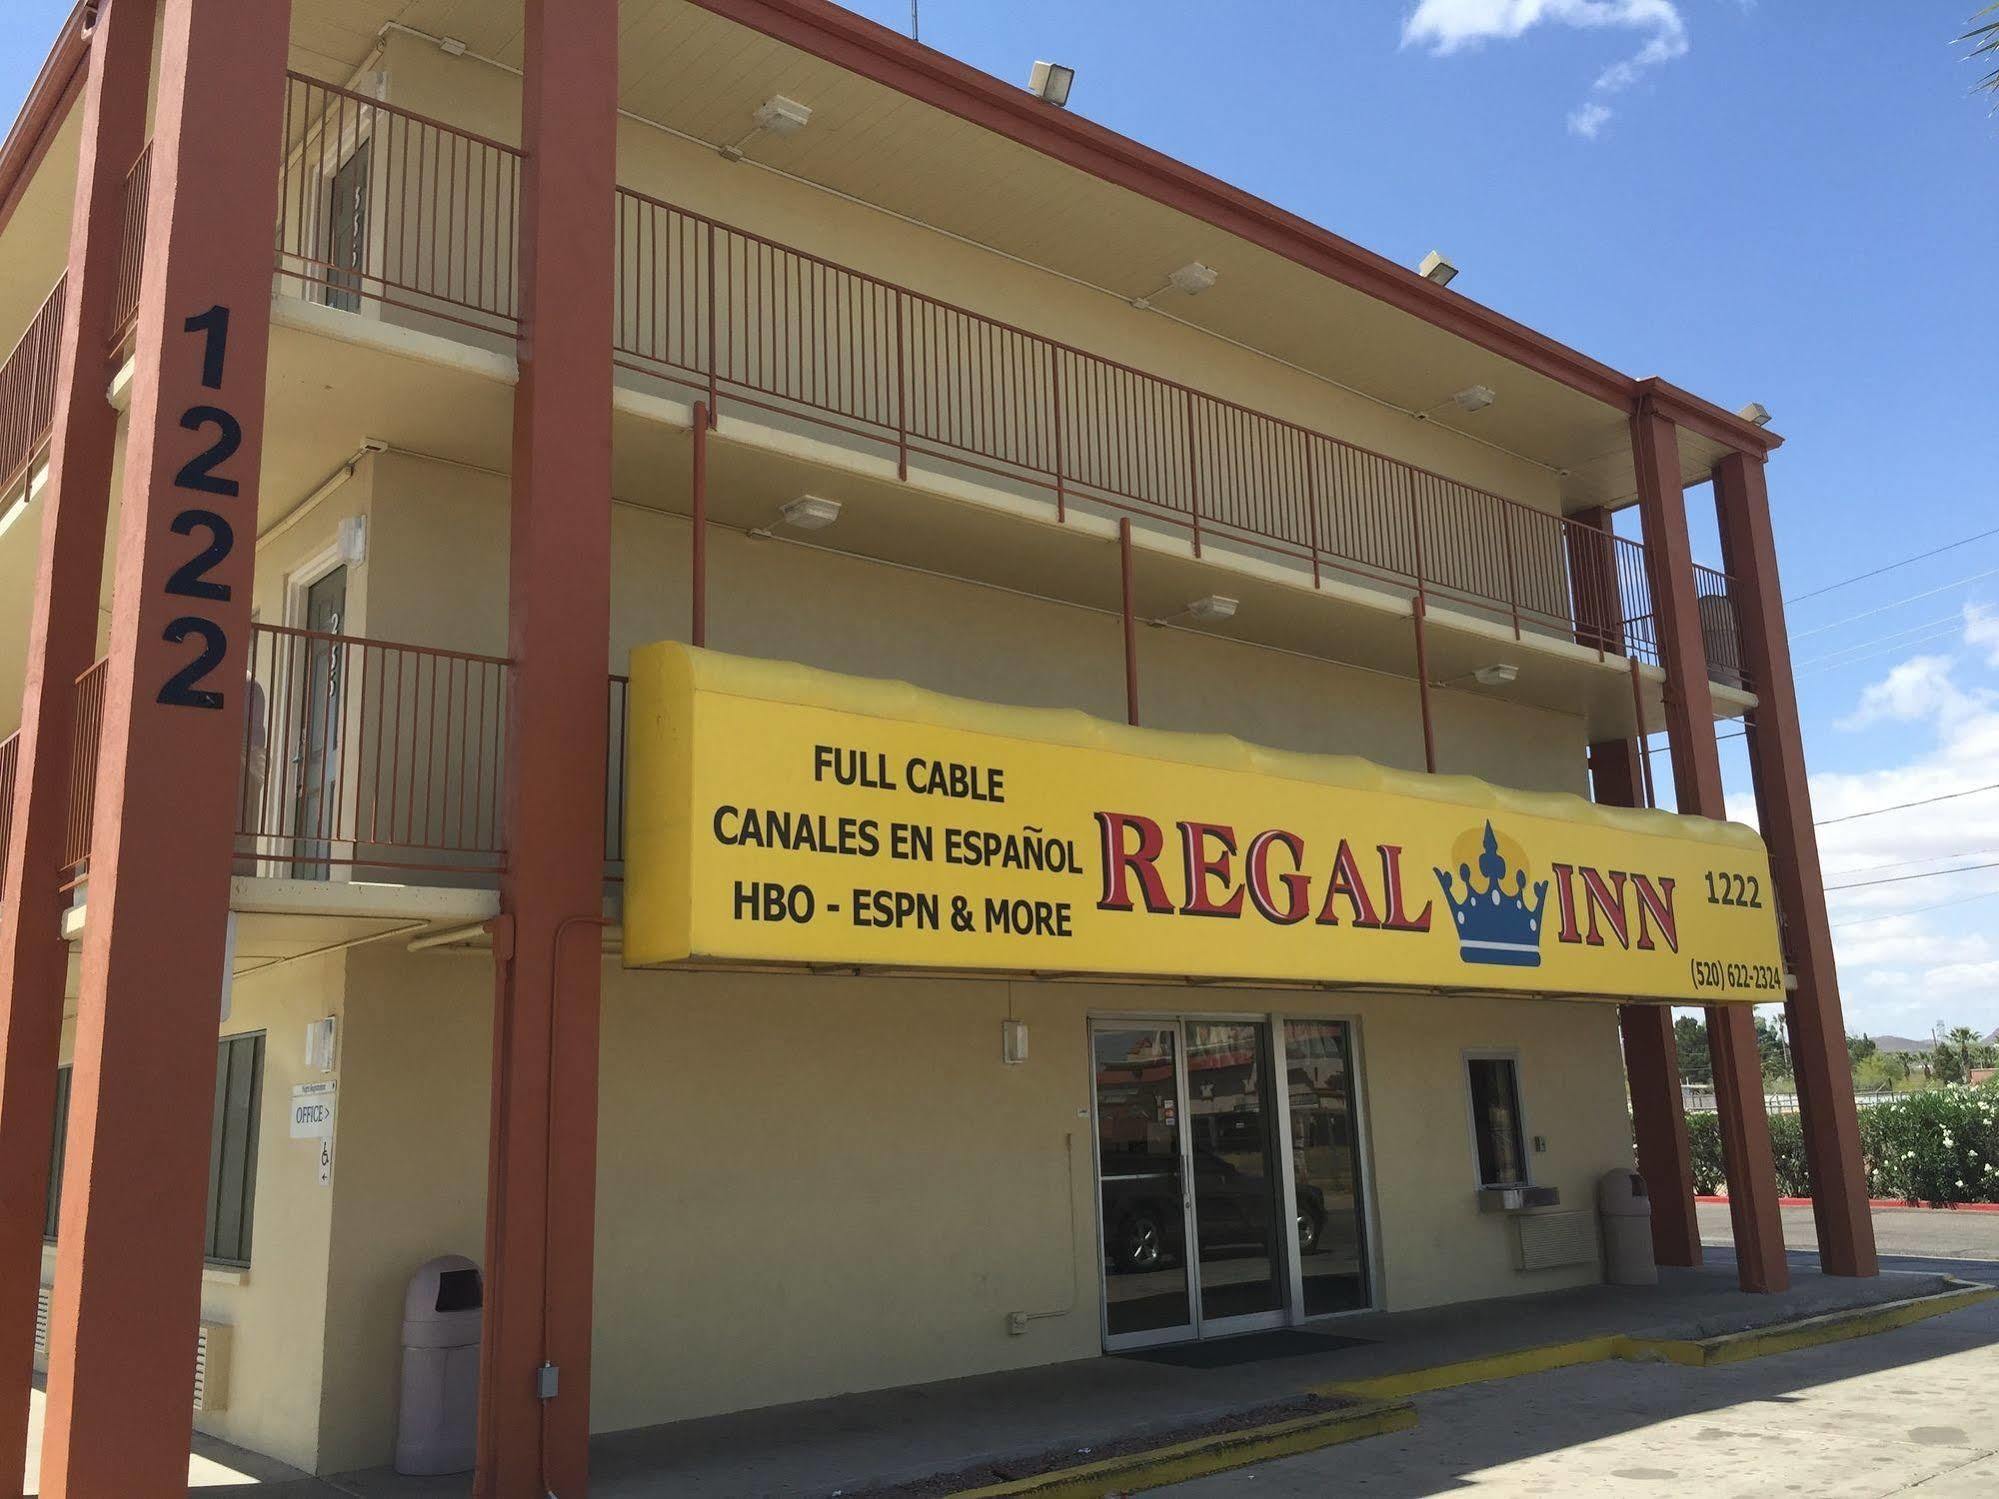 1222
FULL CABLE
CANALES EN ESPAÑOL
HBO - ESPN & MORE
REGAL INN
1222
(520) 622-2324
OFFICE >